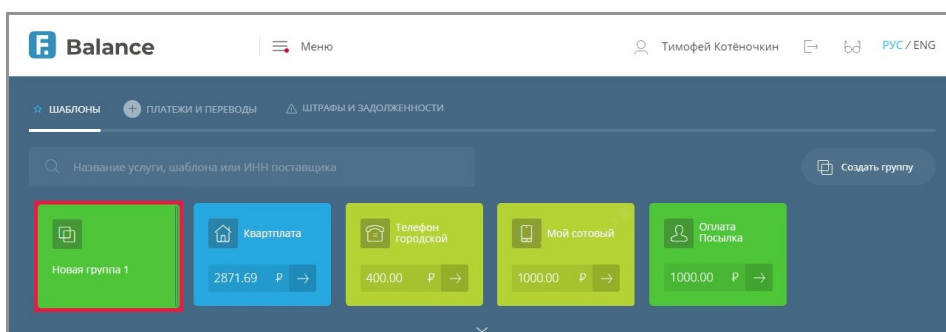 Balance
Меню
Тимофей Котёночкин
РУС / ENG
ШАБЛОНЫ
ПЛАТЕЖИ И ПЕРЕВОДЫ
ШТРАФЫ И ЗАДОЛЖЕННОСТИ
Название услуги, шаблона или ИНН поставщика
Создать группу
Новая группа 1
Квартплата
2871.69 ₽
Телефон
городской
400.00 ₽
Мой сотовый
1000.00 ₽
Оплата
Посылка
1000.00 ₽